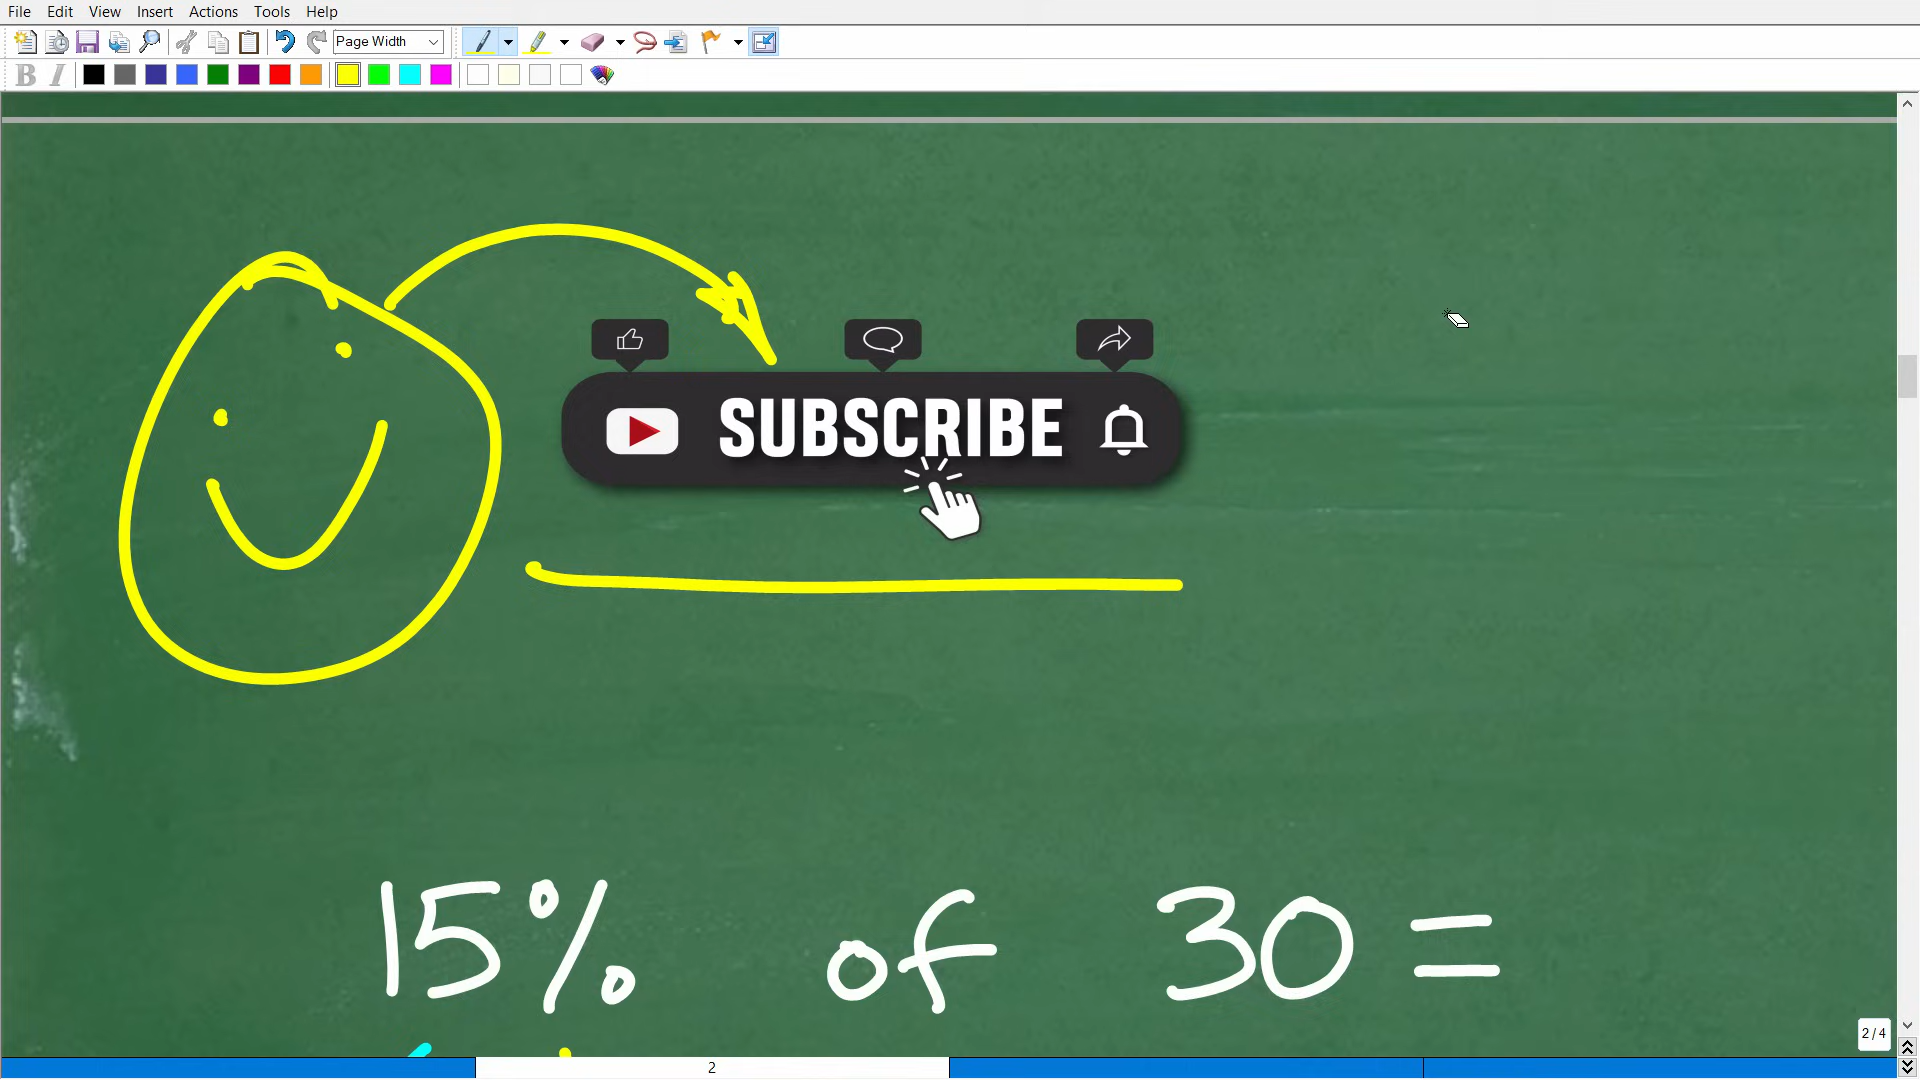 File Edit View Insert Actions Tools Help
Page Width
B I
SUBSCRIBE
15% of 30 =
2 / 4
2